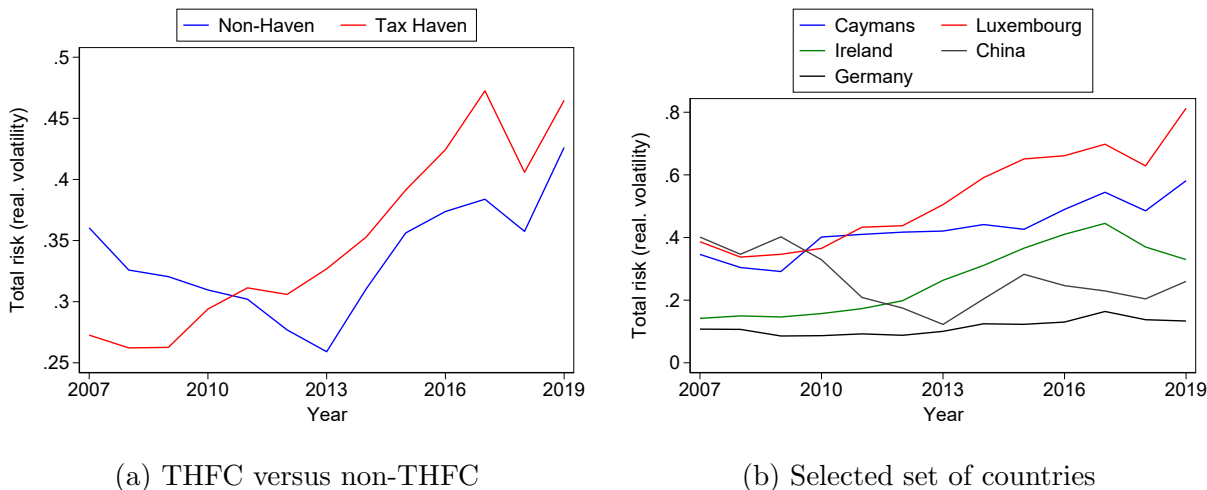 Non-Haven
Tax Haven
.5
.45
.4
.35
.3
.25
Total risk (real. volatility)
2007
2010
2013
2016
2019
Year
(a) THFC versus non-THFC
Caymans
Luxembourg
Ireland
China
Germany
.8
.6
.4
.2
0
Total risk (real. volatility)
2007
2010
2013
2016
2019
Year
(b) Selected set of countries